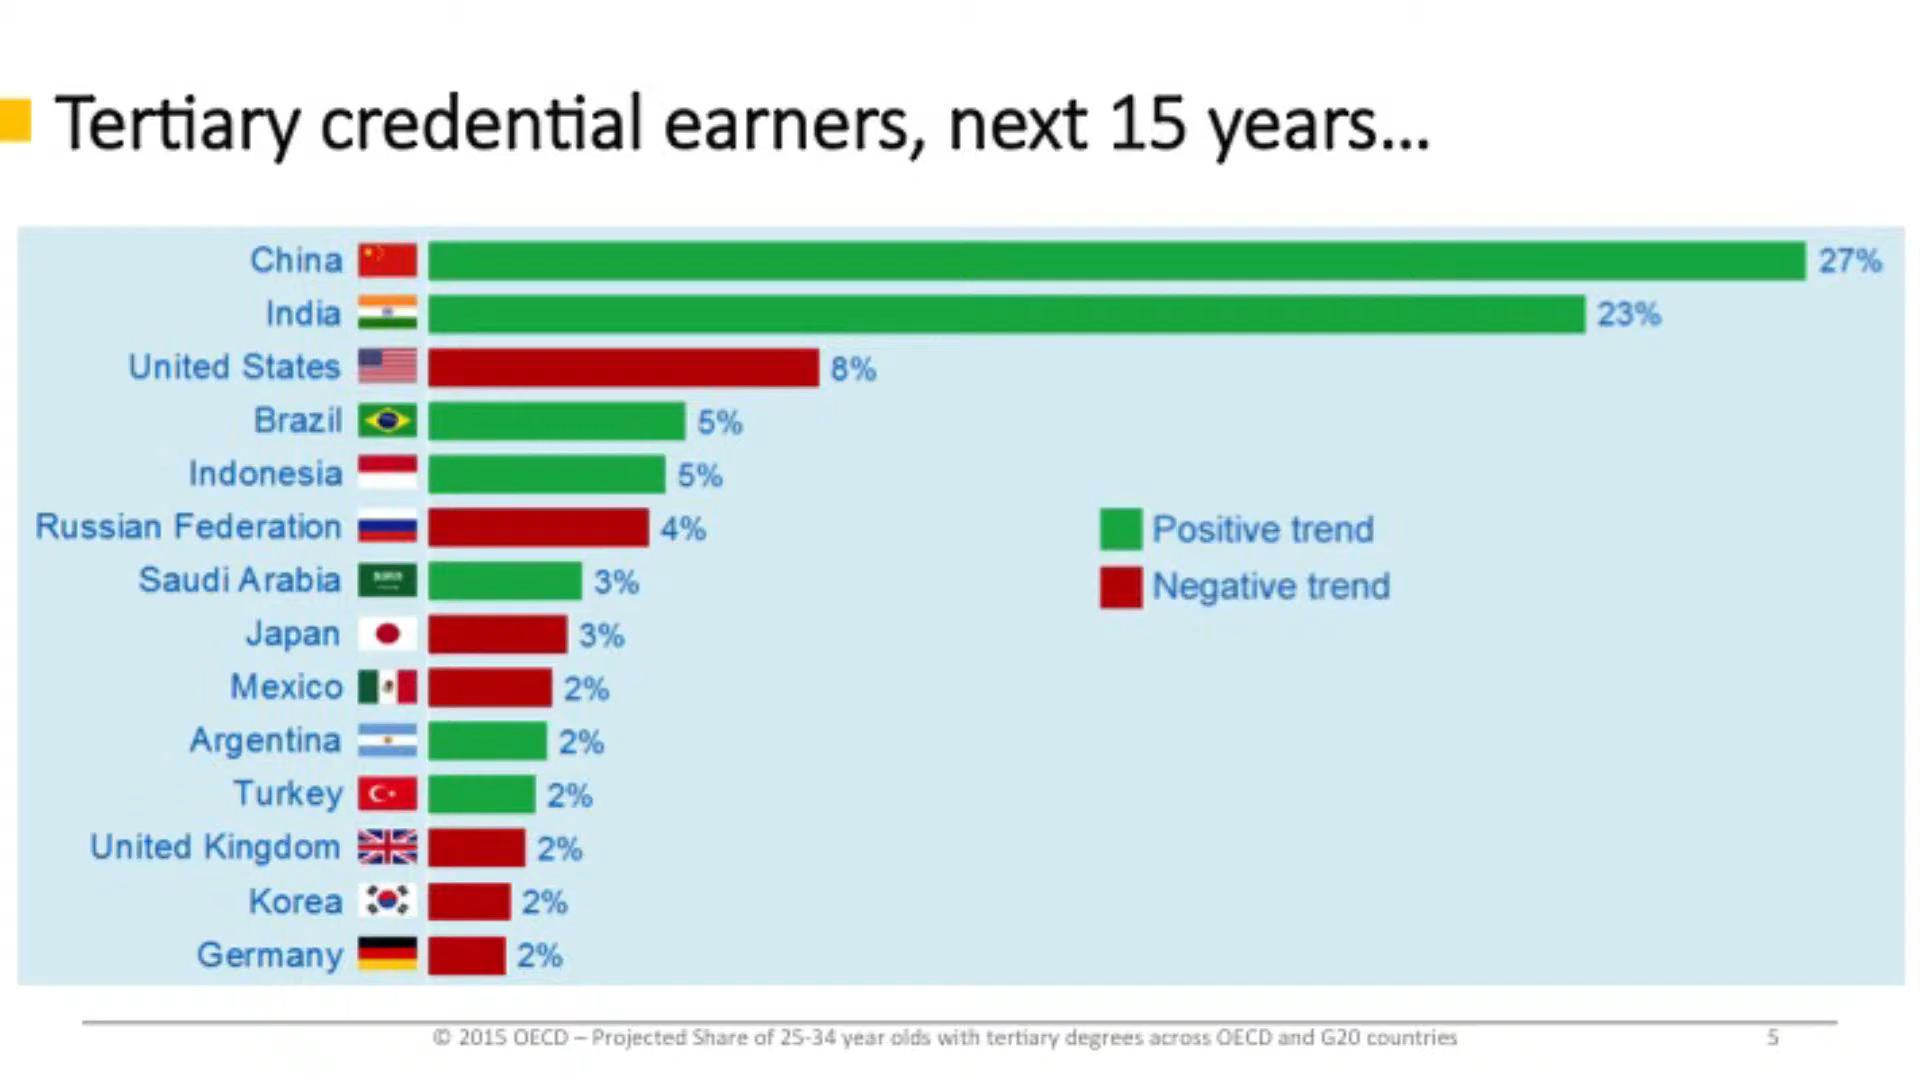 Tertiary credential earners, next 15 years...
China 27%
India 23%
United States 8%
Brazil 5%
Indonesia 5%
Russian Federation 4%
Positive trend
Saudi Arabia 3%
Negative trend
Japan 3%
Mexico 2%
Argentina 2%
Turkey 2%
United Kingdom 2%
Korea 2%
Germany 2%
© 2015 OECD – Projected Share of 25-34 year olds with tertiary degrees across OECD and G20 countries 5